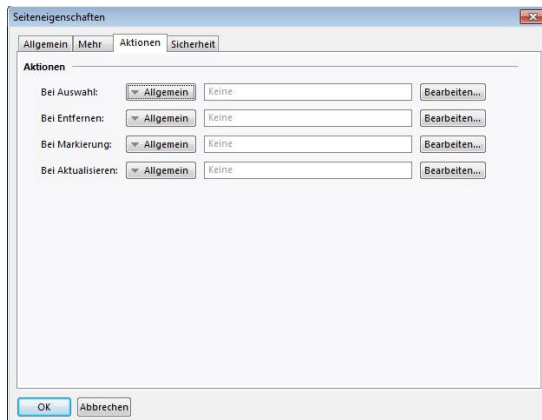 Seiteneigenschaften
Allgemein Mehr Aktionen Sicherheit
Aktionen
Bei Auswahl: Allgemein Keine Bearbeiten...
Bei Entfernen: Allgemein Keine Bearbeiten...
Bei Markierung: Allgemein Keine Bearbeiten...
Bei Aktualisieren: Allgemein Keine Bearbeiten...
OK Abbrechen